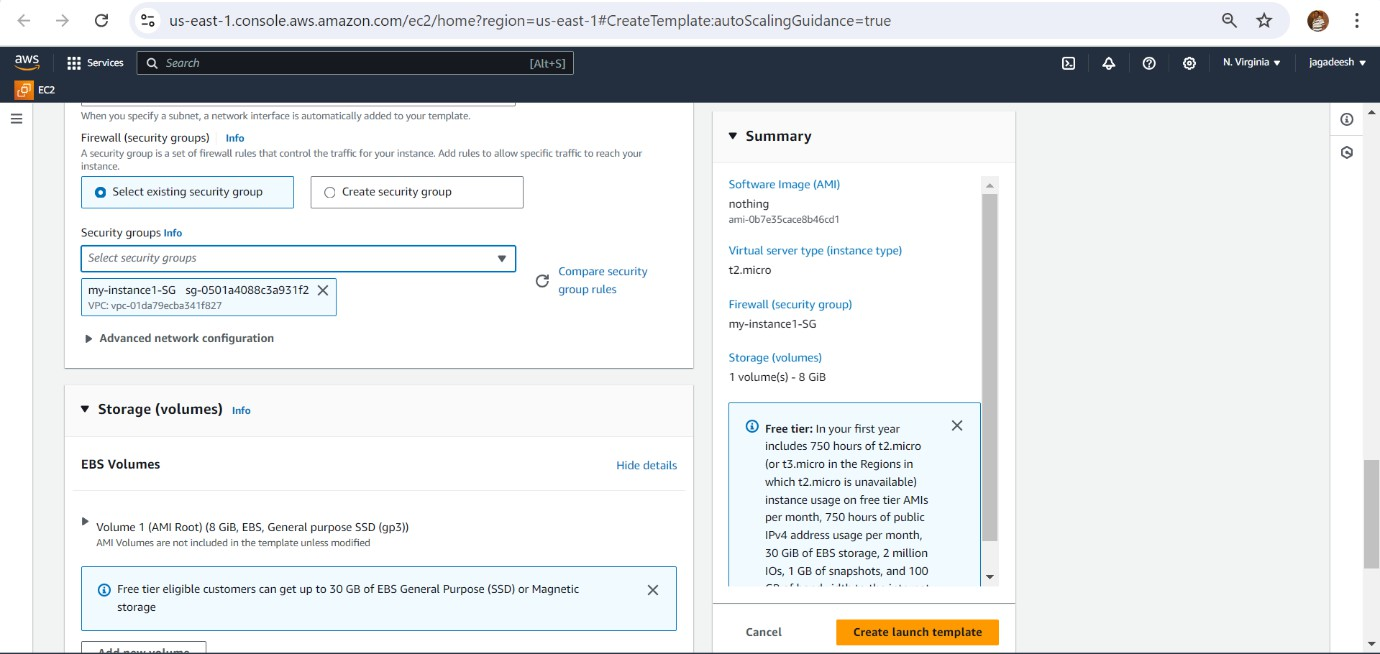 us-east-1.console.aws.amazon.com/ec2/home?region=us-east-1#CreateTemplate:autoScalingGuidance=true
aws
Services
Search
[Alt+S]
N. Virginia
jagadeesh
EC2
When you specify a subnet, a network interface is automatically added to your template.
Firewall (security groups) Info
A security group is a set of firewall rules that control the traffic for your instance. Add rules to allow specific traffic to reach your
instance.
Select existing security group
Create security group
Security groups Info
Select security groups
my-instance1-SG sg-0501a4088c3a931f2
VPC: vpc-01da79ecba341f827
Compare security
group rules
Advanced network configuration
Storage (volumes) Info
EBS Volumes
Hide details
Volume 1 (AMI Root) (8 GiB, EBS, General purpose SSD (gp3))
AMI Volumes are not included in the template unless modified
Free tier eligible customers can get up to 30 GB of EBS General Purpose (SSD) or Magnetic
storage
Add new volume
Summary
Software Image (AMI)
nothing
ami-0b7e35cace8b46cd1
Virtual server type (instance type)
t2.micro
Firewall (security group)
my-instance1-SG
Storage (volumes)
1 volume(s) - 8 GiB
Free tier: In your first year
includes 750 hours of t2.micro
(or t3.micro in the Regions in
which t2.micro is unavailable)
instance usage on free tier AMIs
per month, 750 hours of public
IPv4 address usage per month,
30 GiB of EBS storage, 2 million
IOs, 1 GB of snapshots, and 100
Cancel
Create launch template